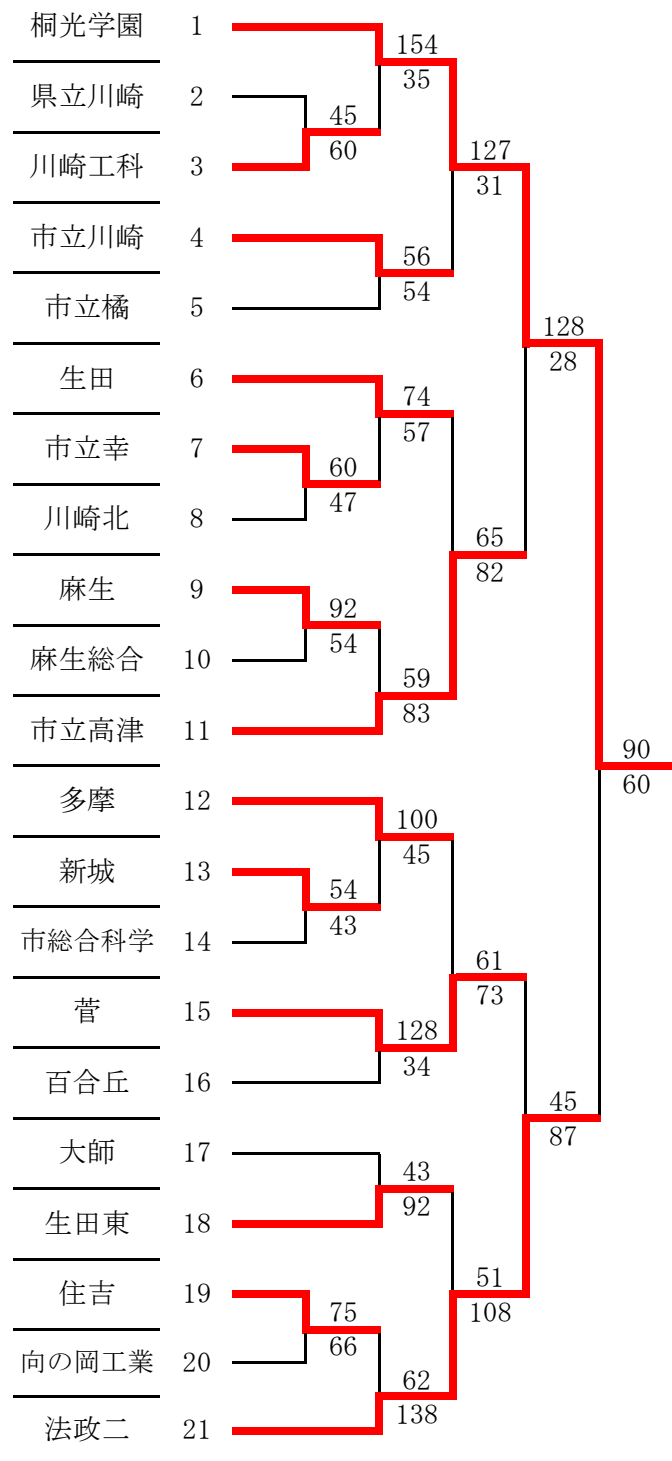 桐光学園 1
154
35
県立川崎 2
45
60
川崎工科 3
127
31
市立川崎 4
56
54
市立橘 5
128
28
生田 6
74
57
市立幸 7
60
47
川崎北 8
65
82
麻生 9
92
54
麻生総合 10
59
83
市立高津 11
90
60
多摩 12
100
45
新城 13
54
43
市総合科学 14
61
73
菅 15
128
34
百合丘 16
45
87
大師 17
43
92
生田東 18
住吉 19
51
108
75
66
向の岡工業 20
62
138
法政二 21